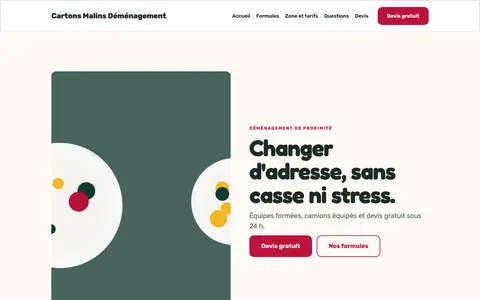 Cartons Malins Déménagement
Accueil Formules Zone et tarifs Questions Devis Devis gratuit
DÉMÉNAGEMENT DE PROXIMITÉ
Changer
d'adresse, sans
casse ni stress.
Équipes formées, camions équipés et devis gratuit sous
24 h.
Devis gratuit Nos formules